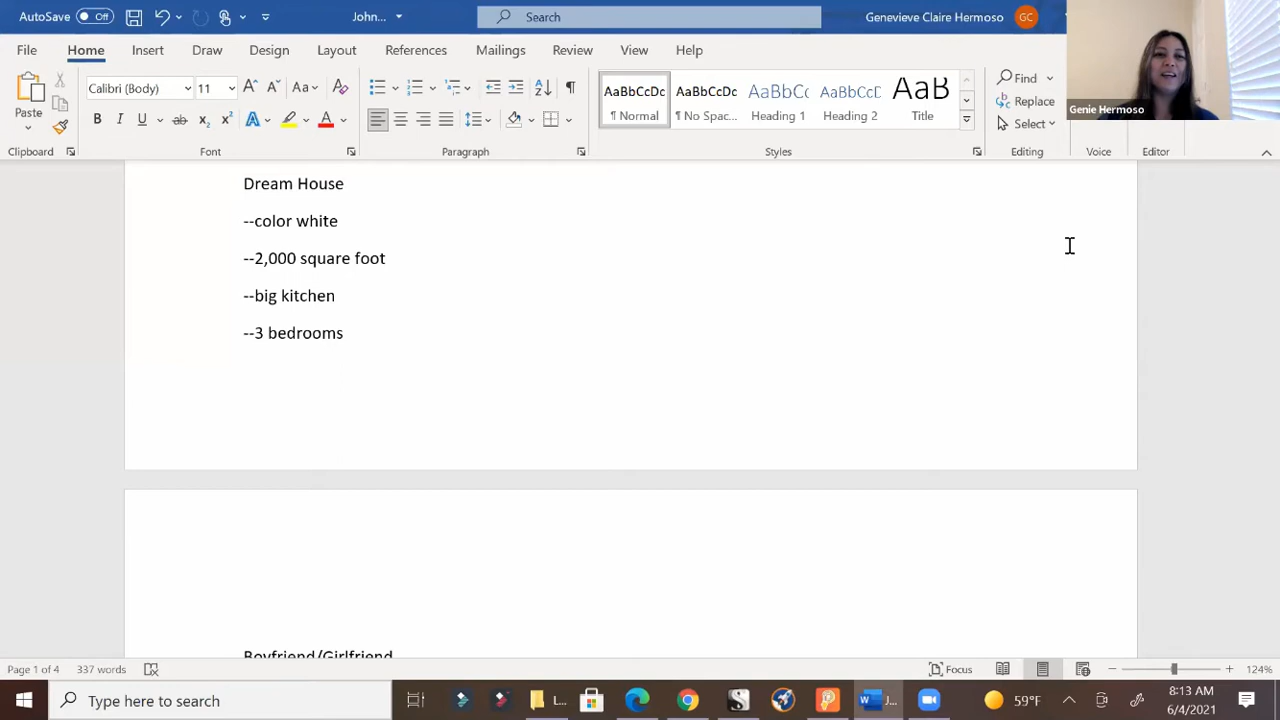 AutoSave Off John... Search Genevieve Claire Hermoso GC
File Home Insert Draw Design Layout References Mailings Review View Help
Genie Hermoso
Paste
Calibri (Body) 11
AaBbCcDc AaBbCcDc AaBbCc AaBbCcD AaB
¶ Normal ¶ No Spac... Heading 1 Heading 2 Title
Find
Replace
Select
Clipboard Font Paragraph Styles Editing Voice Editor
Dream House
--color white
--2,000 square foot
--big kitchen
--3 bedrooms
Boyfriend/Girlfriend
Page 1 of 4 337 words Focus 124%
Type here to search L... J... 59°F 8:13 AM
6/4/2021